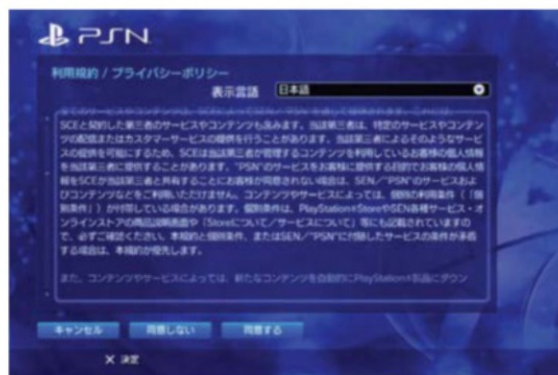 PSN
利用規約 / プライバシーポリシー
表示言語 日本語
SCEと契約した第三者のサービスやコンテンツも含みます。当該第三者は、特定のサービスやコンテン
ツの配信またはカスタマーサービスの提供を行うことがあります。当該第三者によるそのようなサービ
スの提供を可能にするため、SCEは当該第三者が管理するコンテンツを利用しているお客様の個人情報
を当該第三者に提供することがあります。"PSN"のサービスをお客様に提供する目的でお客様の個人情
報をSCEが当該第三者と共有することにお客様が同意されない場合は、SEN／"PSN"のサービスおよ
びコンテンツなどをご利用いただけません。コンテンツやサービスによっては、個別の利用条件（「個
別条件」）が付帯している場合があります。個別条件は、PlayStation®StoreやSEN各種サービス・オ
ンラインストアの商品説明画面や「Storeについて／サービスについて」等にも記載されていますの
で、必ずご確認ください。本規約と個別条件、またはSEN／"PSN"に付随したサービスの条件が矛盾
する場合は、本規約が優先します。
また、コンテンツやサービスによっては、新たなコンテンツを自動的にPlayStation®製品にダウン
キャンセル 同意しない 同意する
× 決定